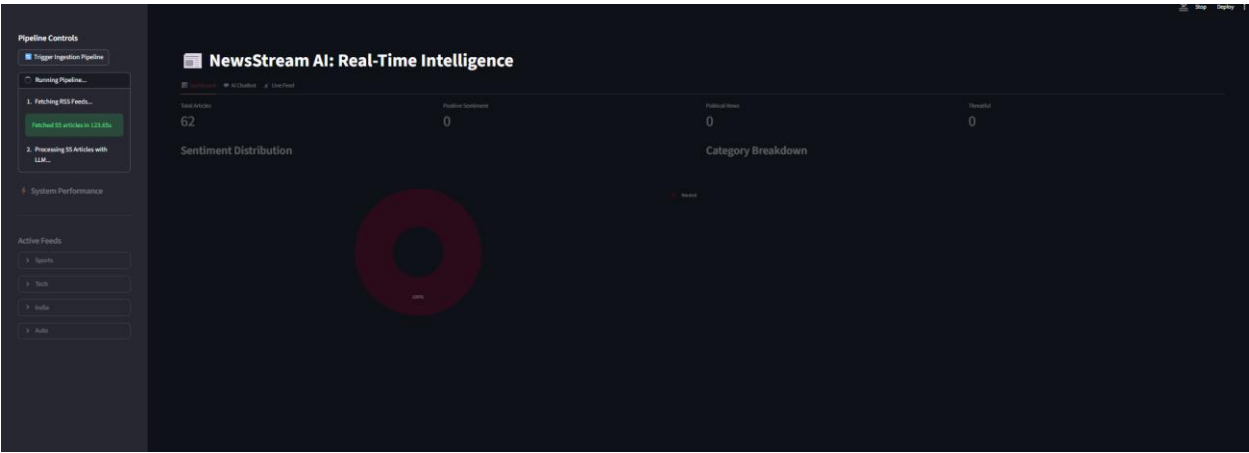 Stop Deploy
Pipeline Controls
Trigger Ingestion Pipeline
Running Pipeline...
1. Fetching RSS Feeds...
Fetched 55 articles in 123.65s
2. Processing 55 Articles with
LLM...
System Performance
Active Feeds
Sports
Tech
India
Auto
NewsStream AI: Real-Time Intelligence
Dashboard AI Chatbot Live Feed
Total Articles
62
Positive Sentiment
0
Political News
0
0
Sentiment Distribution
Category Breakdown
Neutral
100%